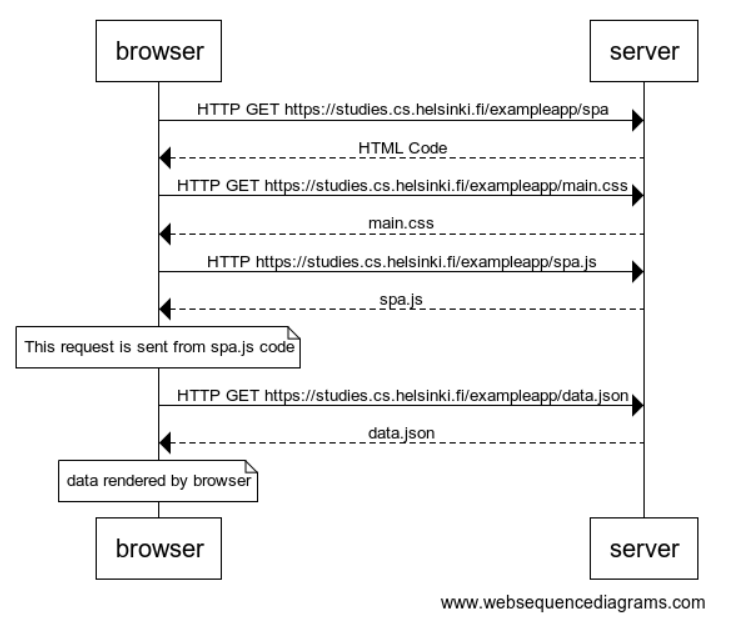 browser
server
HTTP GET https://studies.cs.helsinki.fi/exampleapp/spa
HTML Code
HTTP GET https://studies.cs.helsinki.fi/exampleapp/main.css
main.css
HTTP https://studies.cs.helsinki.fi/exampleapp/spa.js
spa.js
This request is sent from spa.js code
HTTP GET https://studies.cs.helsinki.fi/exampleapp/data.json
data.json
data rendered by browser
browser
server
www.websequencediagrams.com